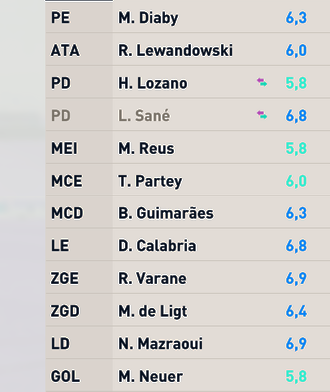 PE M. Diaby 6,3
ATA R. Lewandowski 6,0
PD H. Lozano 5,8
PD L. Sané 6,8
MEI M. Reus 5,8
MCE T. Partey 6,0
MCD B. Guimarães 6,3
LE D. Calabria 6,8
ZGE R. Varane 6,9
ZGD M. de Ligt 6,4
LD N. Mazraoui 6,9
GOL M. Neuer 5,8